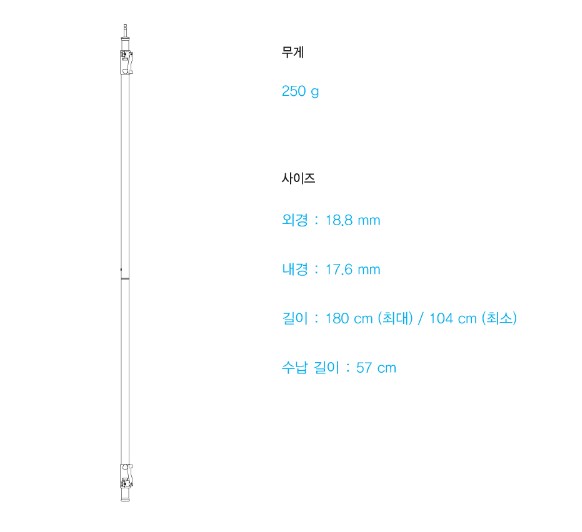 무게
250 g
사이즈
외경 : 18.8 mm
내경 : 17.6 mm
길이 : 180 cm (최대) / 104 cm (최소)
수납 길이 : 57 cm